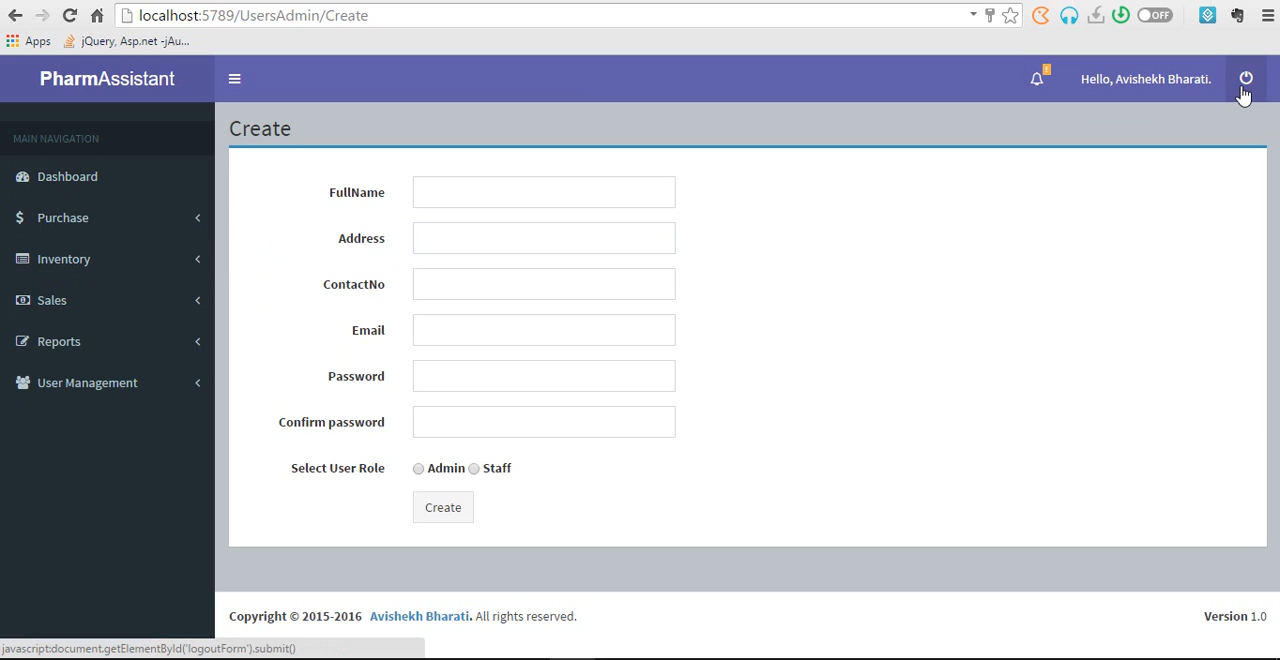 localhost:5789/UsersAdmin/Create
OFF
Apps
jQuery, Asp.net -jAu...
PharmAssistant
!
Hello, Avishekh Bharati.
MAIN NAVIGATION
Dashboard
Purchase
Inventory
Sales
Reports
User Management
Create
FullName
Address
ContactNo
Email
Password
Confirm password
Select User Role
Admin
Staff
Create
Copyright © 2015-2016 Avishekh Bharati. All rights reserved.
Version 1.0
javascript:document.getElementById('logoutForm').submit()